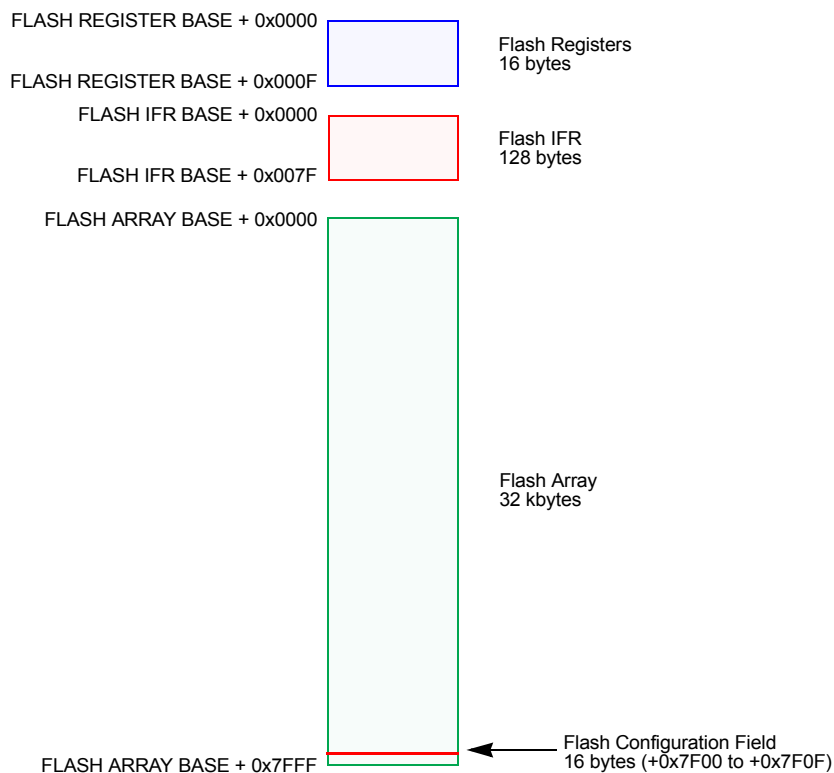 FLASH REGISTER BASE + 0x0000
Flash Registers
16 bytes
FLASH REGISTER BASE + 0x000F
FLASH IFR BASE + 0x0000
Flash IFR
128 bytes
FLASH IFR BASE + 0x007F
FLASH ARRAY BASE + 0x0000
Flash Array
32 kbytes
Flash Configuration Field
16 bytes (+0x7F00 to +0x7F0F)
FLASH ARRAY BASE + 0x7FFF